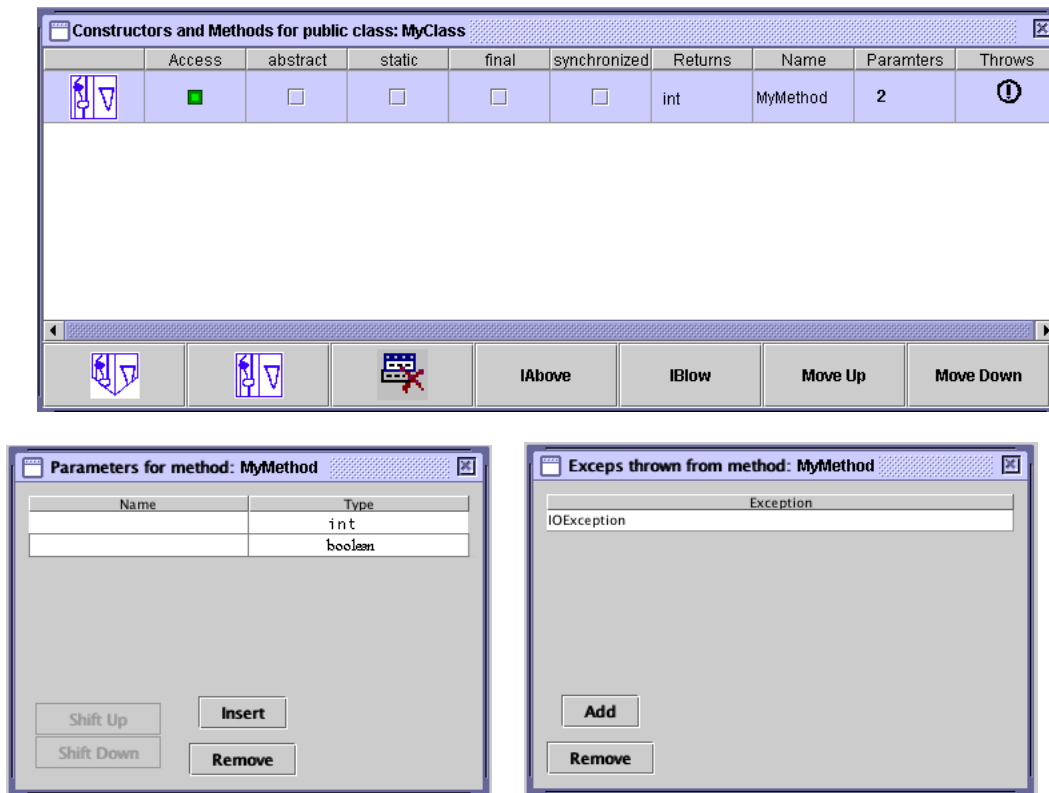 Constructors and Methods for public class: MyClass
Access abstract static final synchronized Returns Name Paramters Throws
int MyMethod 2
IAbove IBlow Move Up Move Down
Parameters for method: MyMethod
Name Type
int
boolean
Shift Up Insert
Shift Down Remove
Exceps thrown from method: MyMethod
Exception
IOException
Add
Remove